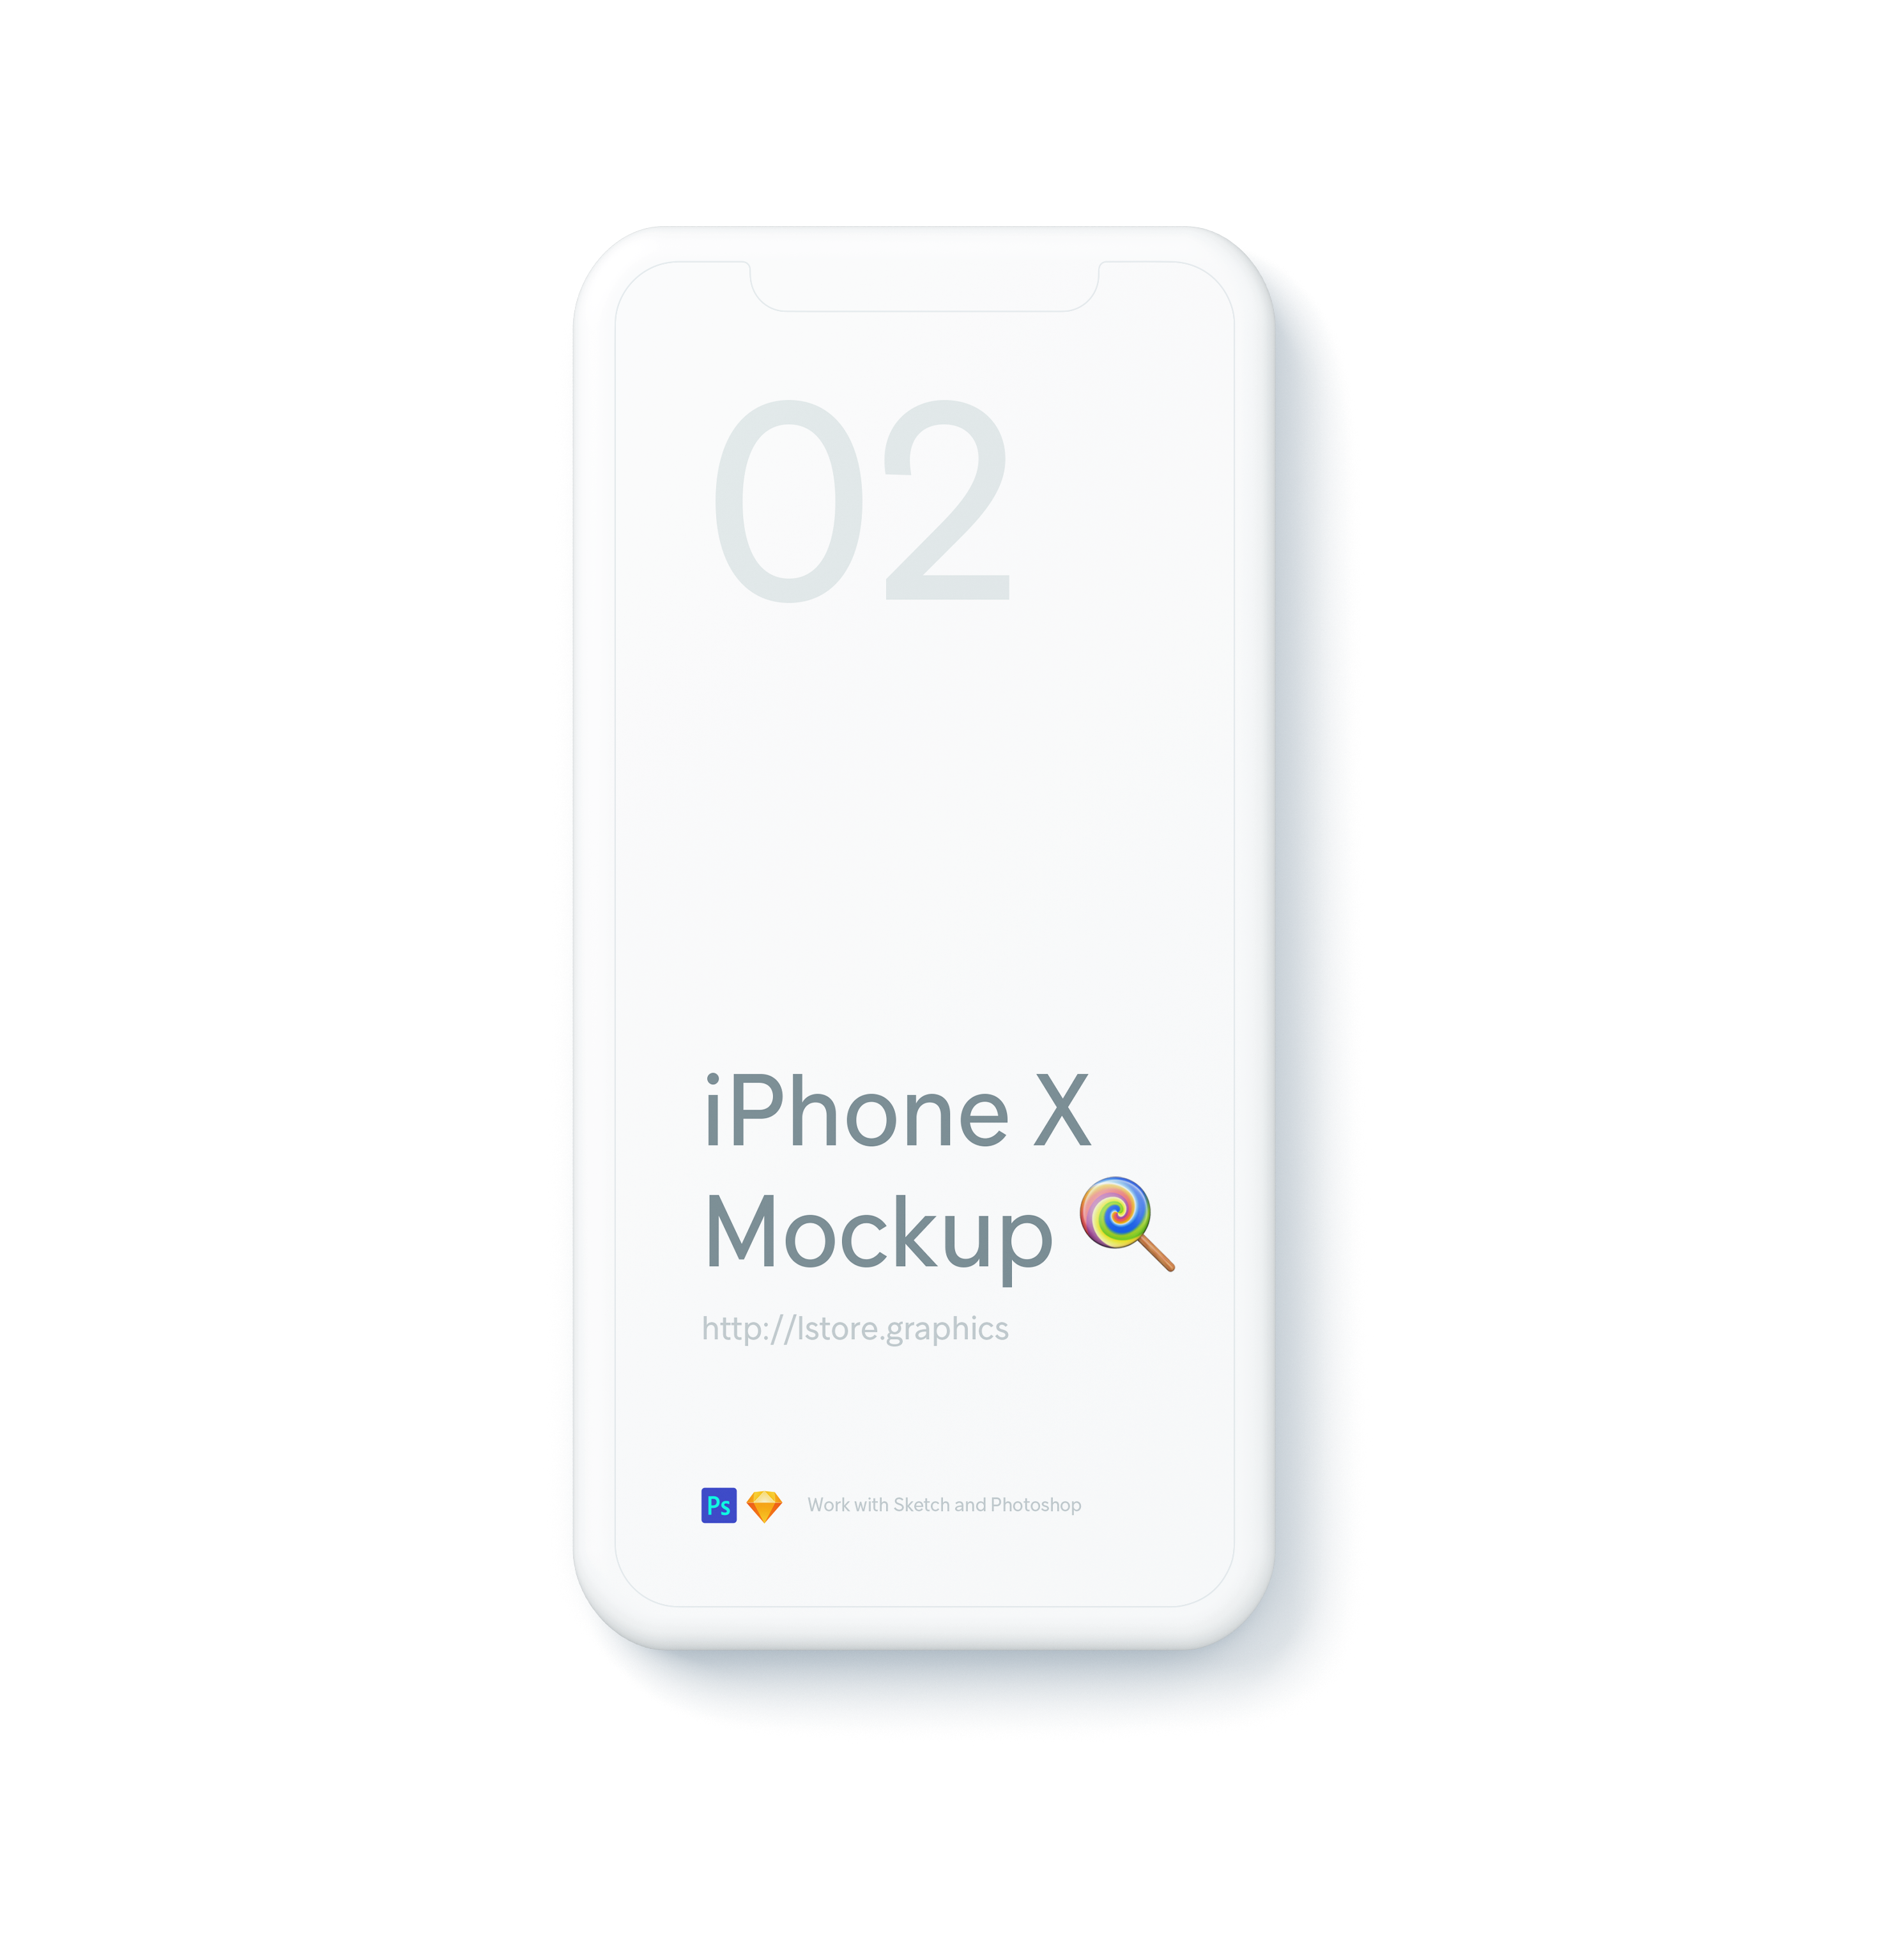 02
iPhone X
Mockup
http://lstore.graphics
Ps
Work with Sketch and Photoshop